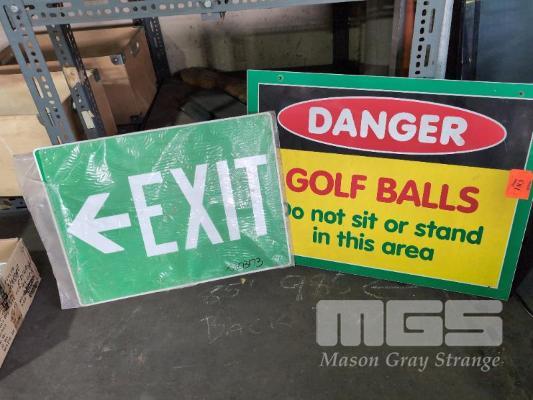 EXIT
DANGER
GOLF BALLS
Do not sit or stand
in this area
MGS
Mason Gray Strange